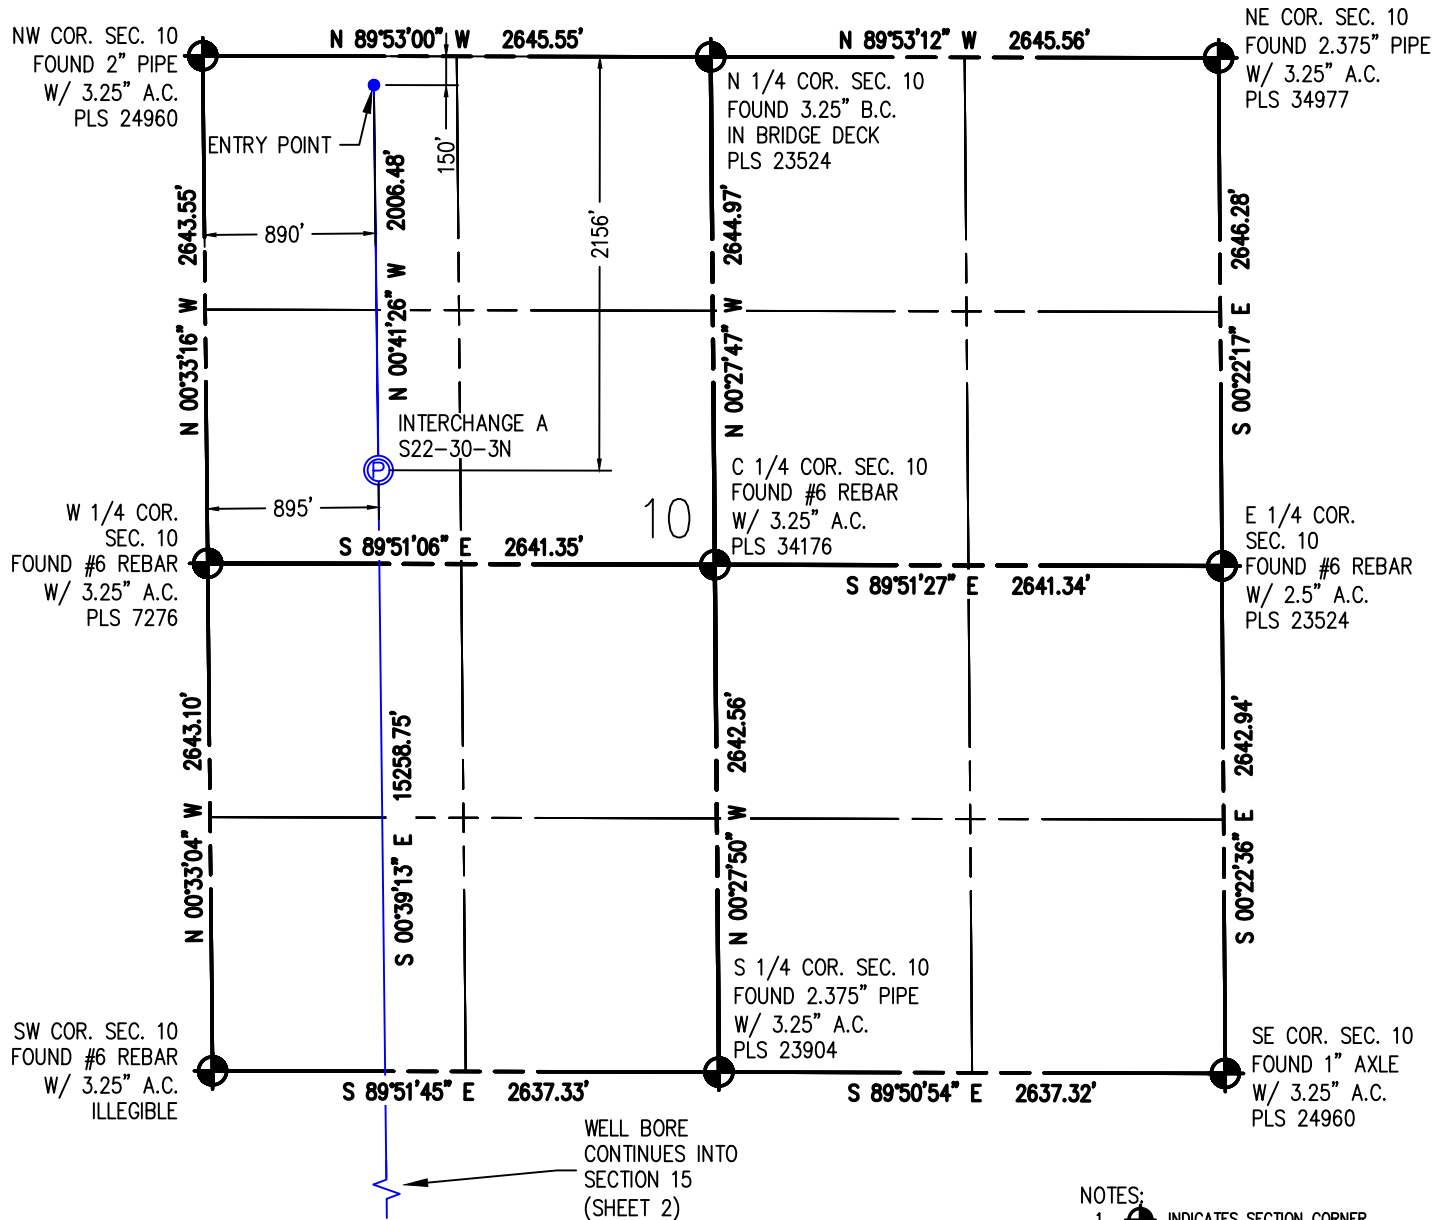 NW COR. SEC. 10
FOUND 2" PIPE
W/ 3.25" A.C.
PLS 24960
N 89°53'00" W 2645.55'
N 89°53'12" W 2645.56'
NE COR. SEC. 10
FOUND 2.375" PIPE
W/ 3.25" A.C.
PLS 34977
N 1/4 COR. SEC. 10
FOUND 3.25" B.C.
IN BRIDGE DECK
PLS 23524
ENTRY POINT
150'
890'
2156'
N 00°33'16" W 2643.55'
N 00°41'26" W 2006.48'
N 00°27'47" W 2644.97'
S 00°22'17" E 2646.28'
INTERCHANGE A
S22-30-3N
P
895'
10
C 1/4 COR. SEC. 10
FOUND #6 REBAR
W/ 3.25" A.C.
PLS 34176
W 1/4 COR.
SEC. 10
FOUND #6 REBAR
W/ 3.25" A.C.
PLS 7276
E 1/4 COR.
SEC. 10
FOUND #6 REBAR
W/ 2.5" A.C.
PLS 23524
S 89°51'06" E 2641.35'
S 89°51'27" E 2641.34'
N 00°33'04" W 2643.10'
S 00°39'13" E 15258.75'
N 00°27'50" W 2642.56'
S 00°22'36" E 2642.94'
S 1/4 COR. SEC. 10
FOUND 2.375" PIPE
W/ 3.25" A.C.
PLS 23904
SW COR. SEC. 10
FOUND #6 REBAR
W/ 3.25" A.C.
ILLEGIBLE
SE COR. SEC. 10
FOUND 1" AXLE
W/ 3.25" A.C.
PLS 24960
S 89°51'45" E 2637.33'
S 89°50'54" E 2637.32'
WELL BORE
CONTINUES INTO
SECTION 15
(SHEET 2)
NOTES:
1. INDICATES SECTION CORNER